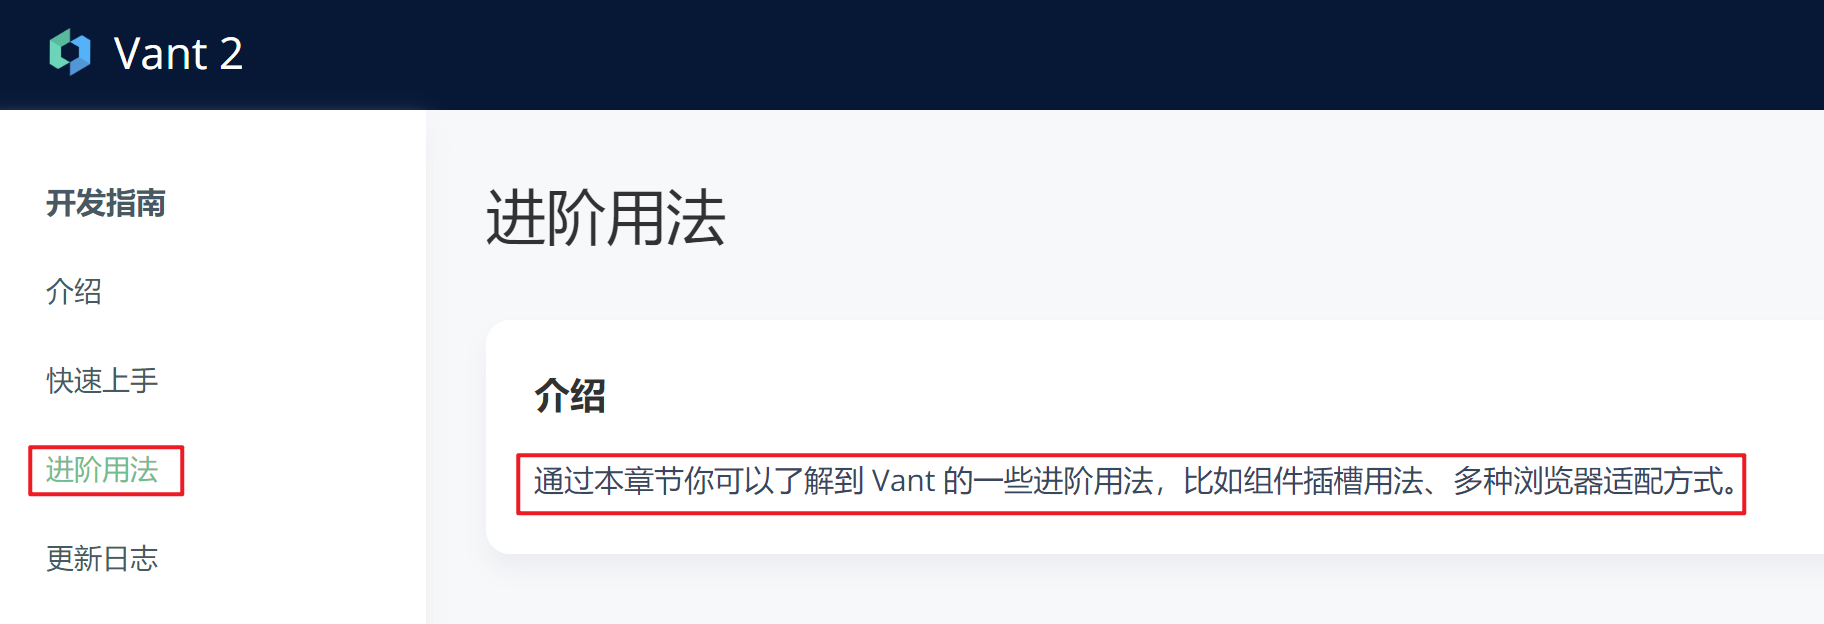 Vant 2
开发指南
介绍
快速上手
进阶用法
更新日志
进阶用法
介绍
通过本章节你可以了解到 Vant 的一些进阶用法，比如组件插槽用法、多种浏览器适配方式。